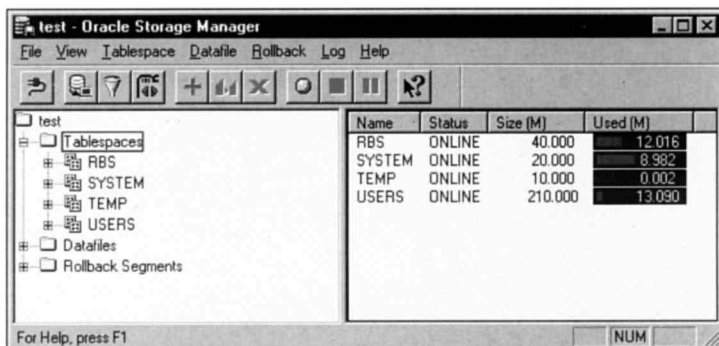 test - Oracle Storage Manager
File View Tablespace Datafile Rollback Log Help
test
Tablespaces
RBS
SYSTEM
TEMP
USERS
Datafiles
Rollback Segments
Name Status Size (M) Used (M)
RBS ONLINE 40.000 12.016
SYSTEM ONLINE 20.000 8.982
TEMP ONLINE 10.000 0.002
USERS ONLINE 210.000 13.090
For Help, press F1
NUM